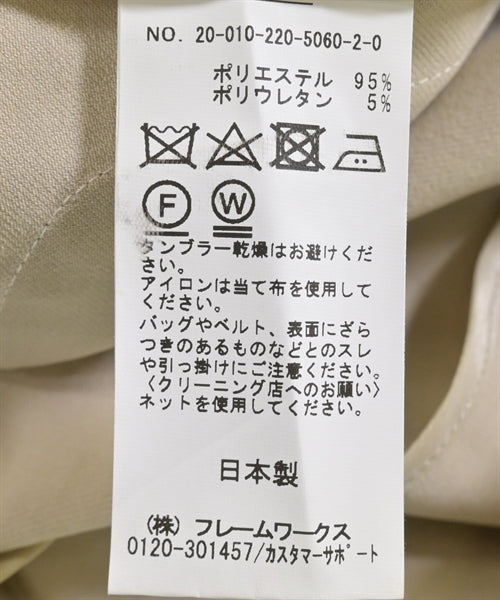 NO. 20-010-220-5060-2-0
ポリエステル 95%
ポリウレタン 5%
F W
タンブラー乾燥はお避けくだ
さい。
アイロンは当て布を使用して
ください。
バッグやベルト、表面にざら
つきのあるものなどとのスレ
や引っ掛けにご注意ください。
〈クリーニング店へのお願い〉
ネットを使用してください。
日本製
(株) フレームワークス
0120-301457/カスタマーサポート